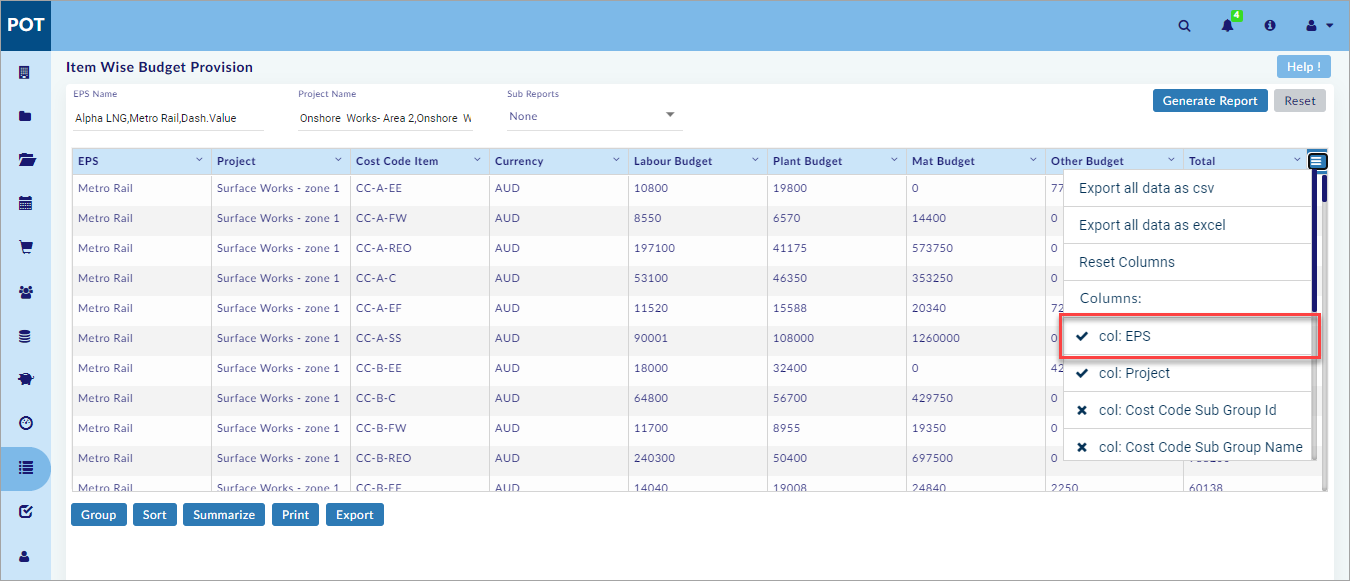 POT
4
Item Wise Budget Provision
Help !
EPS Name
Project Name
Sub Reports
Alpha LNG,Metro Rail,Dash.Value
Onshore Works- Area 2,Onshore W
None
Generate Report
Reset
EPS Project Cost Code Item Currency Labour Budget Plant Budget Mat Budget Other Budget Total
Metro Rail Surface Works - zone 1 CC-A-EE AUD 10800 19800 0 77
Metro Rail Surface Works - zone 1 CC-A-FW AUD 8550 6570 14400 0
Metro Rail Surface Works - zone 1 CC-A-REO AUD 197100 41175 573750 0
Metro Rail Surface Works - zone 1 CC-A-C AUD 53100 46350 353250 0
Metro Rail Surface Works - zone 1 CC-A-EF AUD 11520 15588 20340 72
Metro Rail Surface Works - zone 1 CC-A-SS AUD 90001 108000 1260000 0
Metro Rail Surface Works - zone 1 CC-B-EE AUD 18000 32400 0 42
Metro Rail Surface Works - zone 1 CC-B-C AUD 64800 56700 429750 0
Metro Rail Surface Works - zone 1 CC-B-FW AUD 11700 8955 19350 0
Metro Rail Surface Works - zone 1 CC-B-REO AUD 240300 50400 697500 0
Metro Rail Surface Works - zone 1 CC-B-EF AUD 14040 19008 24840 2250 60138
Export all data as csv
Export all data as excel
Reset Columns
Columns:
col: EPS
col: Project
col: Cost Code Sub Group Id
col: Cost Code Sub Group Name
Group
Sort
Summarize
Print
Export